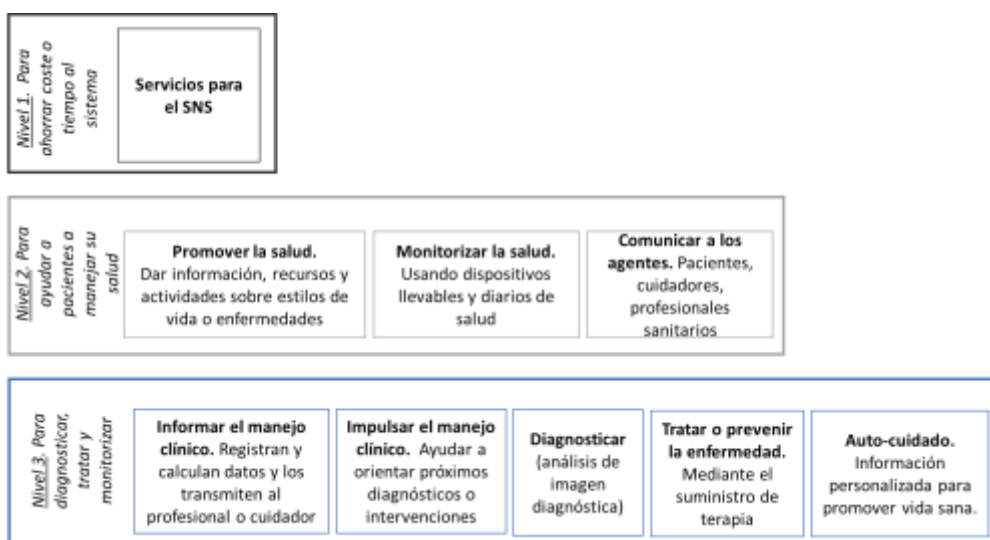 Nivel 1. Para
ahorrar coste o
tiempo al
sistema
Servicios para
el SNS
Nivel 2. Para
ayudar a
pacientes a
manejar su
salud
Promover la salud.
Dar información, recursos y
actividades sobre estilos de
vida o enfermedades
Monitorizar la salud.
Usando dispositivos
llevables y diarios de
salud
Comunicar a los
agentes. Pacientes,
cuidadores,
profesionales
sanitarios
Nivel 3. Para
diagnosticar,
tratar y
monitorizar
Informar el manejo
clínico. Registran y
calculan datos y los
transmiten al
profesional o cuidador
Impulsar el manejo
clínico. Ayudar a
orientar próximos
diagnósticos o
intervenciones
Diagnosticar
(análisis de
imagen
diagnóstica)
Tratar o prevenir
la enfermedad.
Mediante el
suministro de
terapia
Auto-cuidado.
Información
personalizada para
promover vida sana.